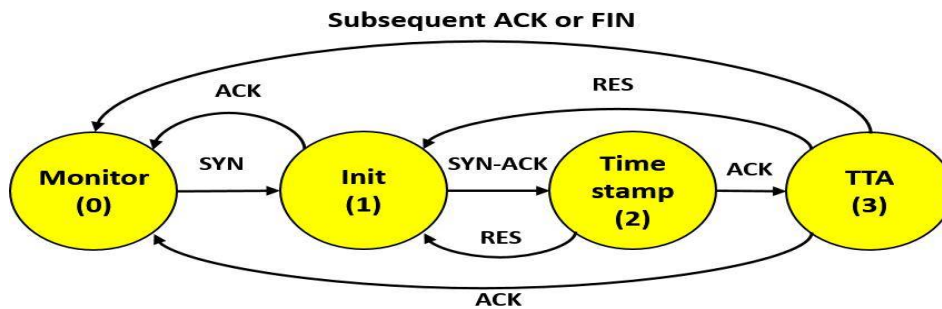 Subsequent ACK or FIN
ACK
RES
SYN
SYN-ACK
ACK
Monitor
(0)
Init
(1)
Time
stamp
(2)
TTA
(3)
RES
ACK